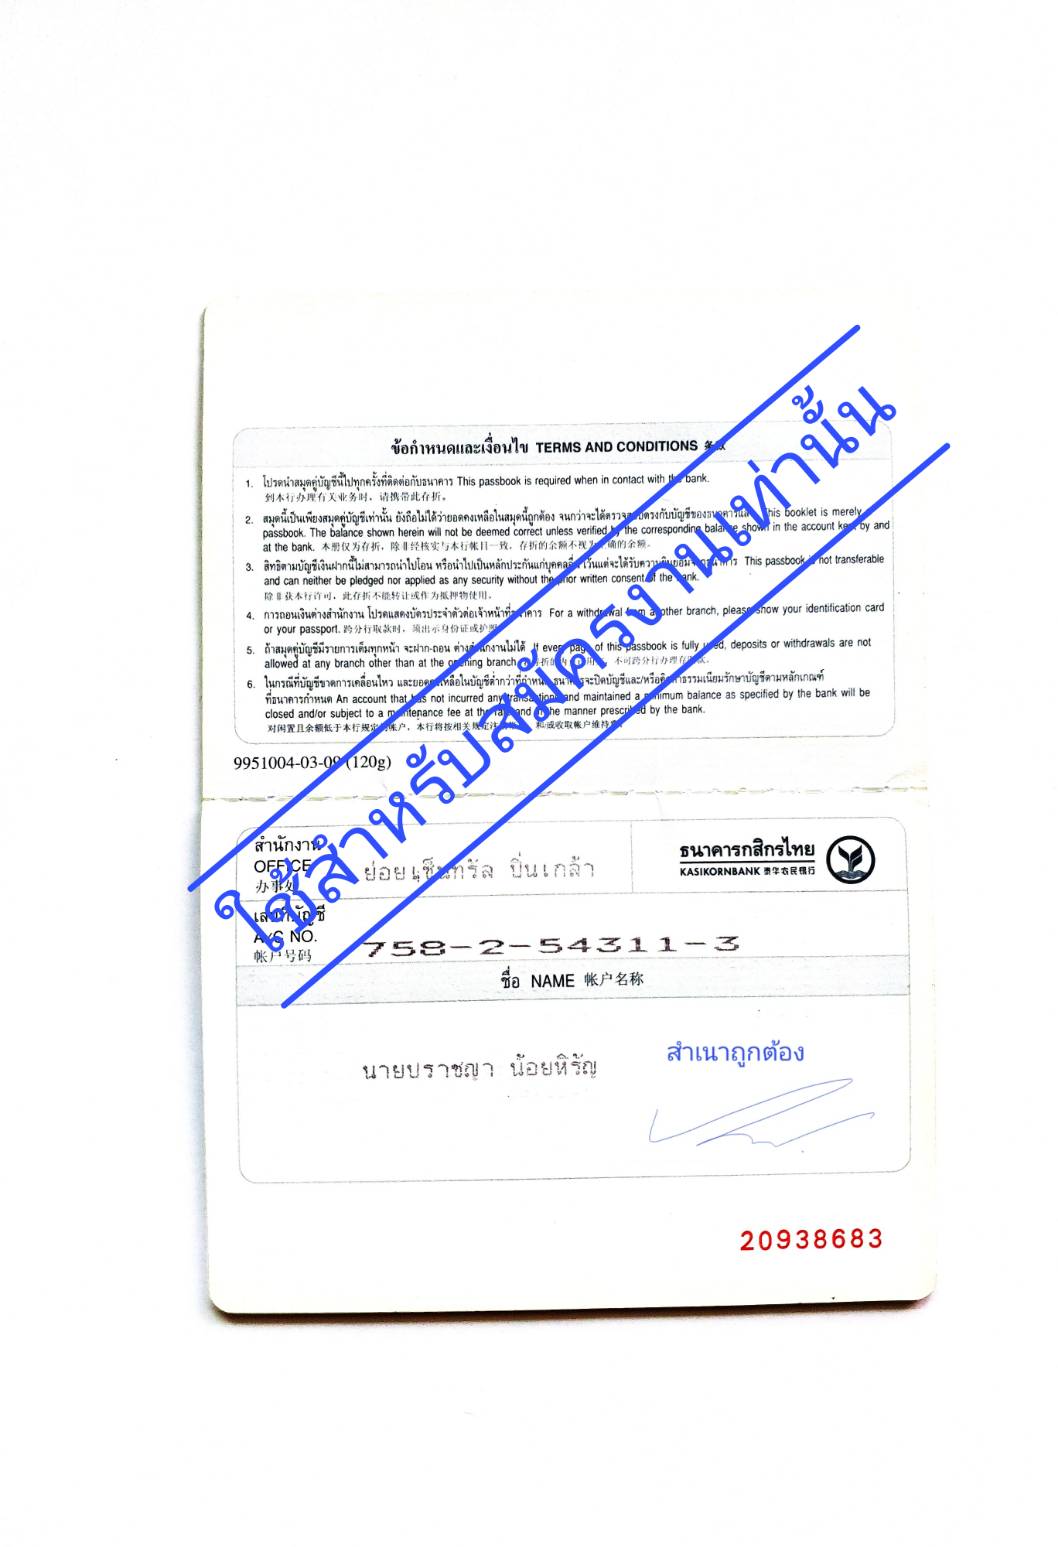 ข้อกำหนดและเงื่อนไข TERMS AND CONDITIONS 条款
1. โปรดนำสมุดคู่บัญชีนี้ไปทุกครั้งที่ติดต่อกับธนาคาร This passbook is required when in contact with the bank.
到本行办理有关业务时，请携带此存折。
2. สมุดนี้เป็นเพียงสมุดคู่บัญชีเท่านั้น ยังถือไม่ได้ว่ายอดคงเหลือในสมุดนี้ถูกต้อง จนกว่าจะได้ตรวจสอบตรงกับบัญชีของธนาคารแล้ว This booklet is merely
passbook. The balance shown herein will not be deemed correct unless verified by the corresponding balance shown in the account kept by and
at the bank. 本册仅为存折，除非经核实与本行帐目一致，存折的余额不视为正确的余额。
3. สิทธิตามบัญชีเงินฝากนี้ไม่สามารถนำไปโอน หรือนำไปเป็นหลักประกันแก่บุคคลอื่น เว้นแต่จะได้รับความยินยอมจากธนาคาร This passbook is not transferable
and can neither be pledged nor applied as any security without the prior written consent of the bank.
除非获本行许可，此存折不能转让或作为抵押物使用。
4. การถอนเงินต่างสำนักงาน โปรดแสดงบัตรประจำตัวต่อเจ้าหน้าที่ธนาคาร For a withdrawal from another branch, please show your identification card
or your passport. 跨分行取款时，须出示身份证或护照
5. ถ้าสมุดคู่บัญชีมีรายการเต็มทุกหน้า จะฝาก-ถอน ต่างสำนักงานไม่ได้ If every page of this passbook is fully used, deposits or withdrawals are not
allowed at any branch other than at the opening branch 不可跨分行办理存取款。
6. ในกรณีที่บัญชีขาดการเคลื่อนไหว และยอดคงเหลือในบัญชีต่ำกว่าที่กำหนด ธนาคารจะปิดบัญชีและ/หรือคิดค่าธรรมเนียมรักษาบัญชีตามหลักเกณฑ์
ที่ธนาคารกำหนด An account that has not incurred any transactions and maintained a minimum balance as specified by the bank will be
closed and/or subject to a maintenance fee at the rate and in the manner prescribed by the bank.
对闲置且余额低于本行规定的帐户，本行将按相关规定 和/或收取帐户维持费
9951004-03-09 (120g)
ใช้สำหรับสมัครงานเท่านั้น
สำนักงาน
OFFICE
办事处
ย่อยเซ็นทรัล ปิ่นเกล้า
ธนาคารกสิกรไทย
KASIKORNBANK 泰华农民银行
เลขที่บัญชี
A/C NO.
帐户号码
758-2-54311-3
ชื่อ NAME 帐户名称
นายปราชญา น้อยหิรัญ
สำเนาถูกต้อง
20938683